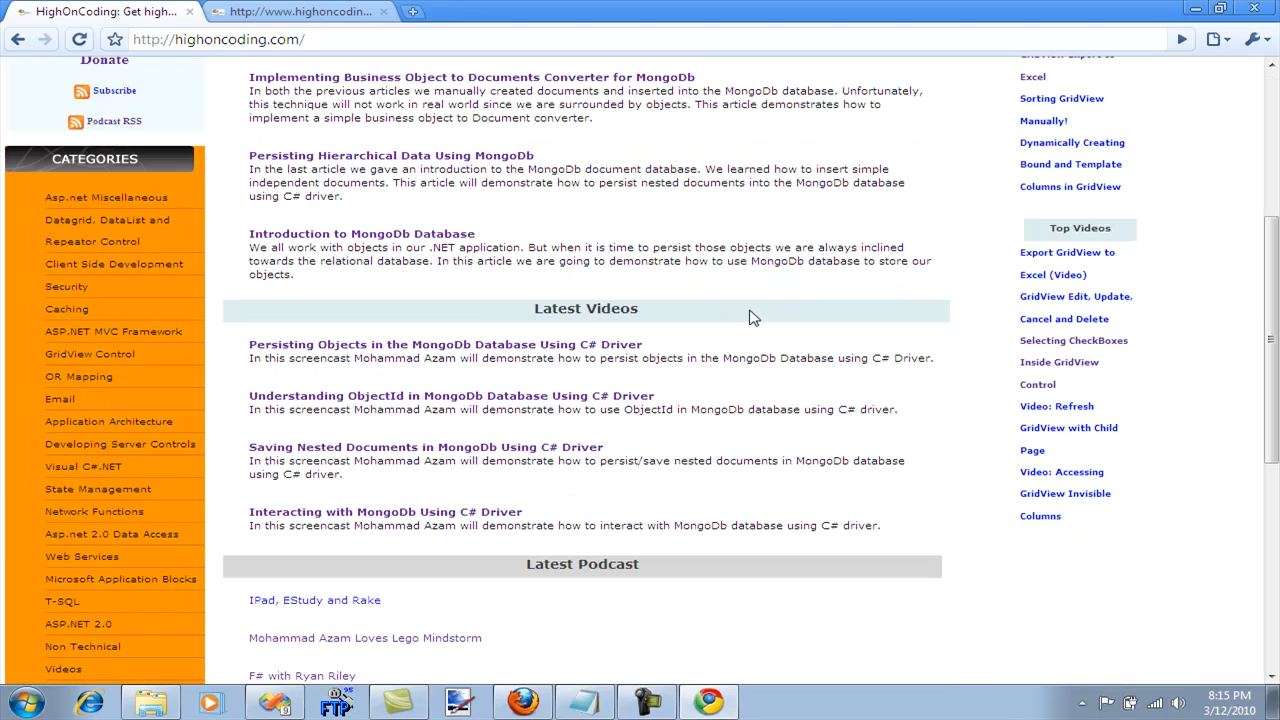 HighOnCoding: Get high...
http://www.highoncodin...
http://highoncoding.com/
Donate
Subscribe
Podcast RSS
CATEGORIES
Asp.net Miscellaneous
Datagrid, DataList and
Repeator Control
Client Side Development
Security
Caching
ASP.NET MVC Framework
GridView Control
OR Mapping
Email
Application Architecture
Developing Server Controls
Visual C#.NET
State Management
Network Functions
Asp.net 2.0 Data Access
Web Services
Microsoft Application Blocks
T-SQL
ASP.NET 2.0
Non Technical
Videos
Implementing Business Object to Documents Converter for MongoDb
In both the previous articles we manually created documents and inserted into the MongoDb database. Unfortunately,
this technique will not work in real world since we are surrounded by objects. This article demonstrates how to
implement a simple business object to Document converter.
Persisting Hierarchical Data Using MongoDb
In the last article we gave an introduction to the MongoDb document database. We learned how to insert simple
independent documents. This article will demonstrate how to persist nested documents into the MongoDb database
using C# driver.
Introduction to MongoDb Database
We all work with objects in our .NET application. But when it is time to persist those objects we are always inclined
towards the relational database. In this article we are going to demonstrate how to use MongoDb database to store our
objects.
Latest Videos
Persisting Objects in the MongoDb Database Using C# Driver
In this screencast Mohammad Azam will demonstrate how to persist objects in the MongoDb Database using C# Driver.
Understanding ObjectId in MongoDb Database Using C# Driver
In this screencast Mohammad Azam will demonstrate how to use ObjectId in MongoDb database using C# driver.
Saving Nested Documents in MongoDb Using C# Driver
In this screencast Mohammad Azam will demonstrate how to persist/save nested documents in MongoDb database
using C# driver.
Interacting with MongoDb Using C# Driver
In this screencast Mohammad Azam will demonstrate how to interact with MongoDb database using C# driver.
Latest Podcast
IPad, EStudy and Rake
Mohammad Azam Loves Lego Mindstorm
F# with Ryan Riley
GridView Export to
Excel
Sorting GridView
Manually!
Dynamically Creating
Bound and Template
Columns in GridView
Top Videos
Export GridView to
Excel (Video)
GridView Edit, Update,
Cancel and Delete
Selecting CheckBoxes
Inside GridView
Control
Video: Refresh
GridView with Child
Page
Video: Accessing
GridView Invisible
Columns
FTP
8:15 PM
3/12/2010